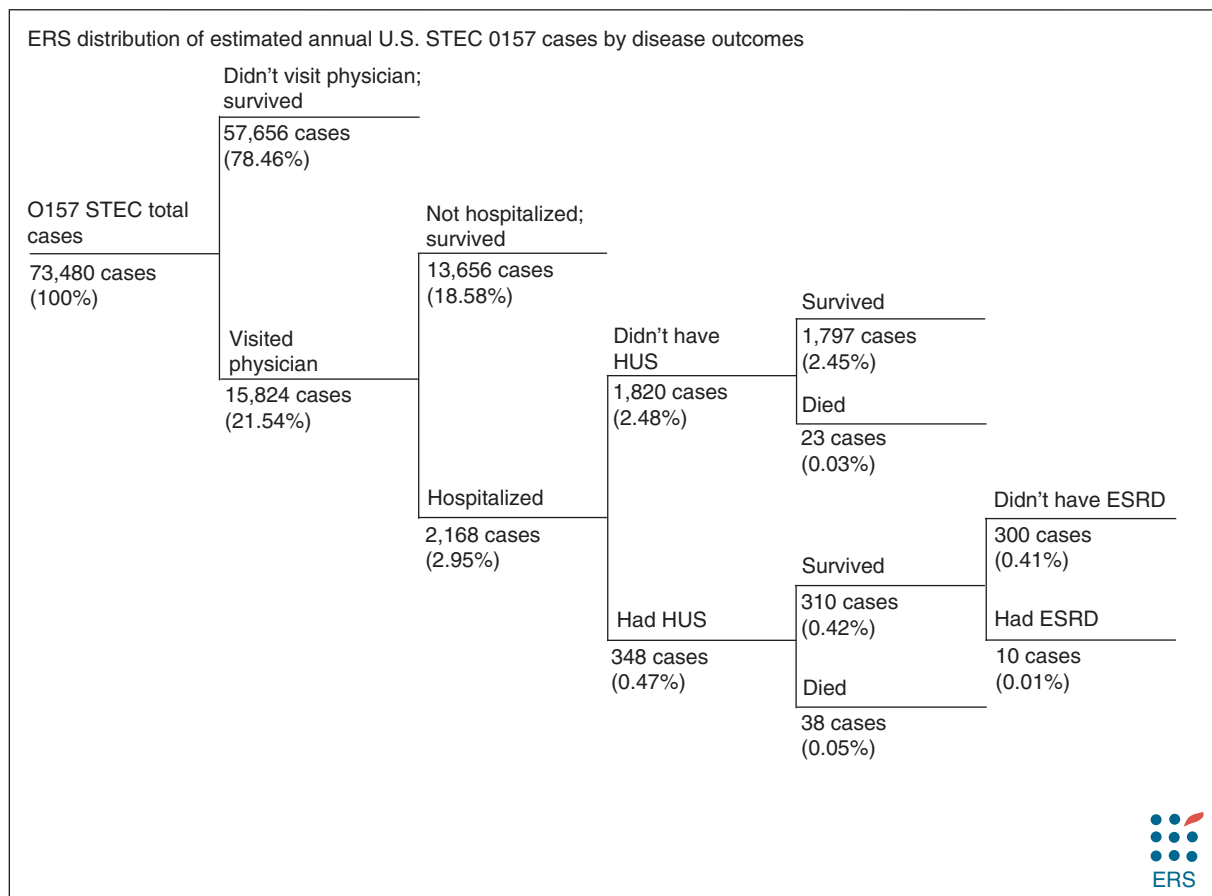 ERS distribution of estimated annual U.S. STEC 0157 cases by disease outcomes
Didn't visit physician;
survived
57,656 cases
(78.46%)
O157 STEC total
cases
73,480 cases
(100%)
Visited
physician
15,824 cases
(21.54%)
Not hospitalized;
survived
13,656 cases
(18.58%)
Hospitalized
2,168 cases
(2.95%)
Didn't have
HUS
1,820 cases
(2.48%)
Had HUS
348 cases
(0.47%)
Survived
1,797 cases
(2.45%)
Died
23 cases
(0.03%)
Survived
310 cases
(0.42%)
Died
38 cases
(0.05%)
Didn't have ESRD
300 cases
(0.41%)
Had ESRD
10 cases
(0.01%)
ERS